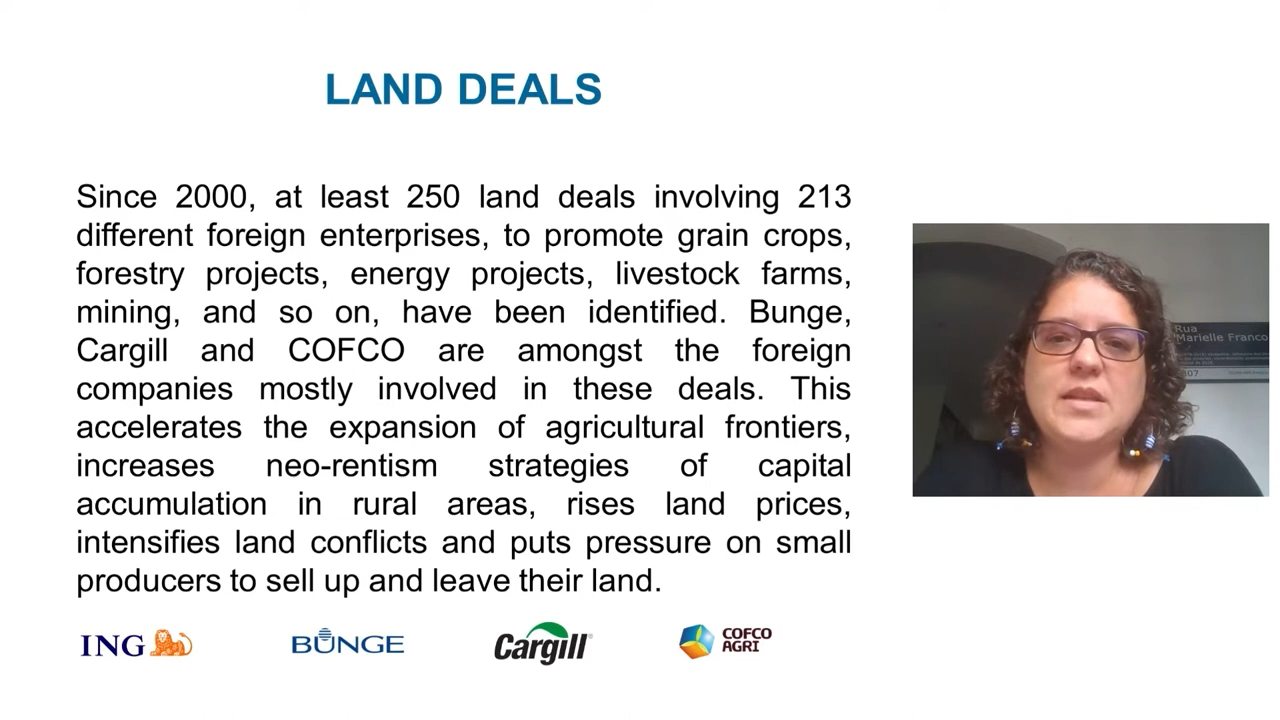 LAND DEALS
Since 2000, at least 250 land deals involving 213
different foreign enterprises, to promote grain crops,
forestry projects, energy projects, livestock farms,
mining, and so on, have been identified. Bunge,
Cargill and COFCO are amongst the foreign
companies mostly involved in these deals. This
accelerates the expansion of agricultural frontiers,
increases neo-rentism strategies of capital
accumulation in rural areas, rises land prices,
intensifies land conflicts and puts pressure on small
producers to sell up and leave their land.
ING
BUNGE
Cargill
COFCO
AGRI
Rua
Marielle Franco
307